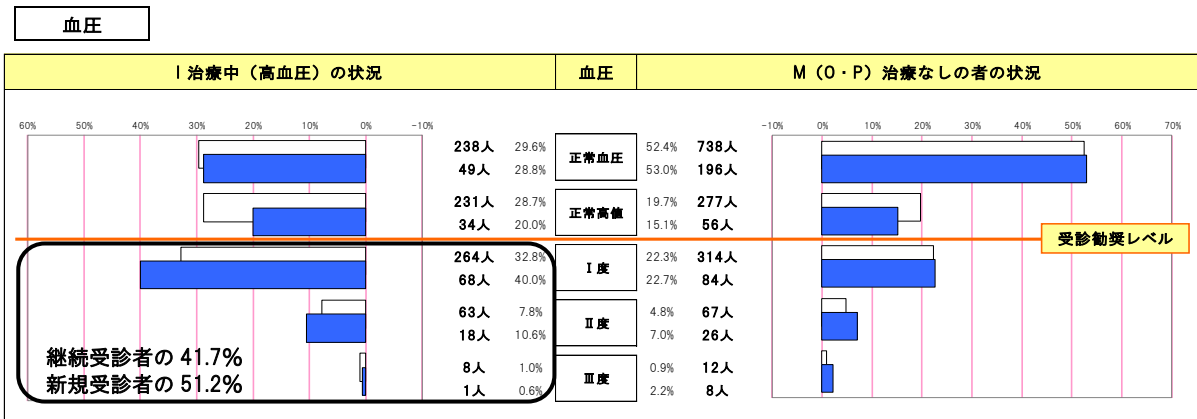 血圧
Ⅰ 治療中（高血圧）の状況 血圧 M（O・P）治療なしの者の状況
60% 50% 40% 30% 20% 10% 0% -10% -10% 0% 10% 20% 30% 40% 50% 60% 70%
238人 29.6% 正常血圧 52.4% 738人
49人 28.8% 53.0% 196人
231人 28.7% 正常高値 19.7% 277人
34人 20.0% 15.1% 56人
受診勧奨レベル
264人 32.8% Ⅰ度 22.3% 314人
68人 40.0% 22.7% 84人
63人 7.8% Ⅱ度 4.8% 67人
18人 10.6% 7.0% 26人
継続受診者の 41.7%
8人 1.0% Ⅲ度 0.9% 12人
新規受診者の 51.2%
1人 0.6% 2.2% 8人